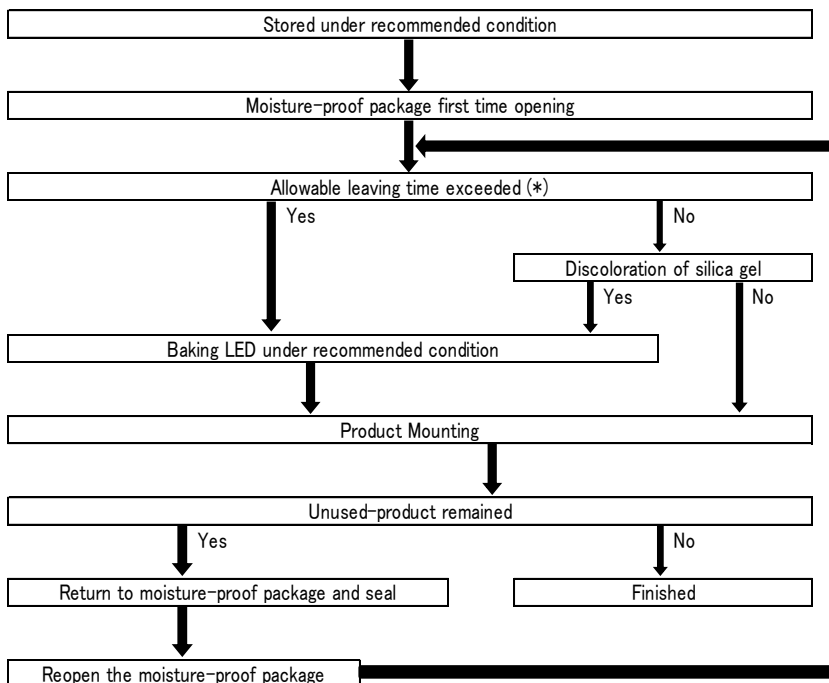 Stored under recommended condition
Moisture-proof package first time opening
Allowable leaving time exceeded (*)
Yes
No
Discoloration of silica gel
Yes
No
Baking LED under recommended condition
Product Mounting
Unused-product remained
Yes
No
Return to moisture-proof package and seal
Finished
Reopen the moisture-proof package